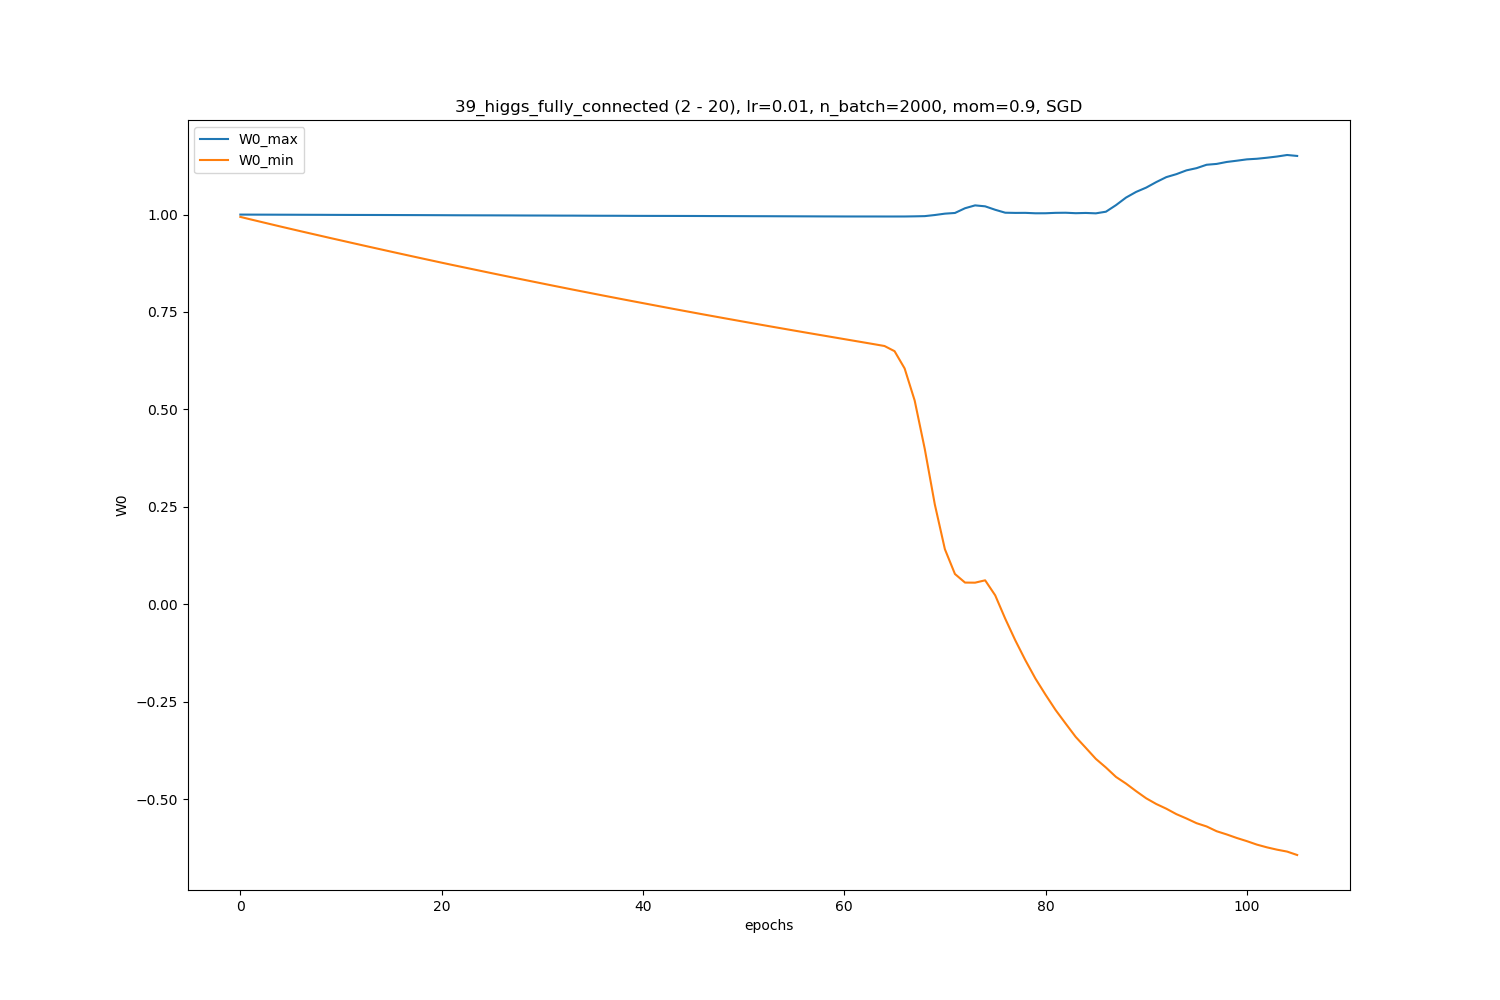 39_higgs_fully_connected (2 - 20), lr=0.01, n_batch=2000, mom=0.9, SGD
W0_max
W0_min
1.00
0.75
0.50
0.25
0.00
−0.25
−0.50
W0
0 20 40 60 80 100
epochs